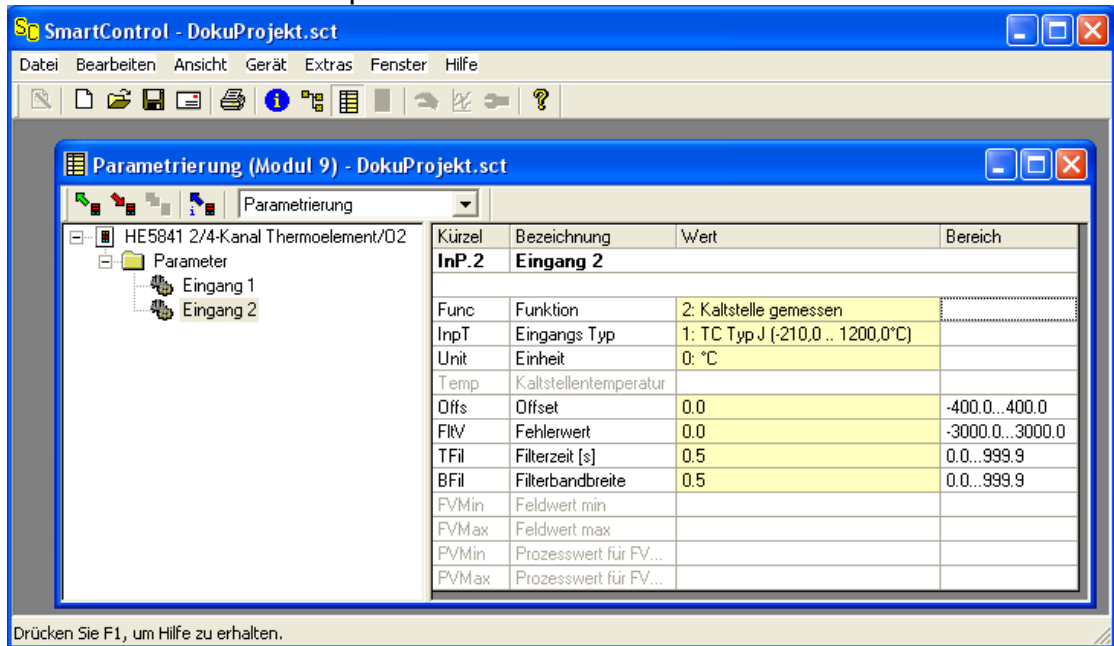 SmartControl - DokuProjekt.sct
Datei Bearbeiten Ansicht Gerät Extras Fenster Hilfe
Parametrierung (Modul 9) - DokuProjekt.sct
Parametrierung
HE5841 2/4-Kanal Thermoelement/O2
Parameter
Eingang 1
Eingang 2
Kürzel Bezeichnung Wert Bereich
InP.2 Eingang 2
Func Funktion 2: Kaltstelle gemessen
InpT Eingangs Typ 1: TC Typ J (-210,0 .. 1200,0°C)
Unit Einheit 0: °C
Temp Kaltstellentemperatur
Offs Offset 0.0 -400.0...400.0
FltV Fehlerwert 0.0 -3000.0...3000.0
TFil Filterzeit [s] 0.5 0.0...999.9
BFil Filterbandbreite 0.5 0.0...999.9
FVMin Feldwert min
FVMax Feldwert max
PVMin Prozesswert für FV...
PVMax Prozesswert für FV...
Drücken Sie F1, um Hilfe zu erhalten.